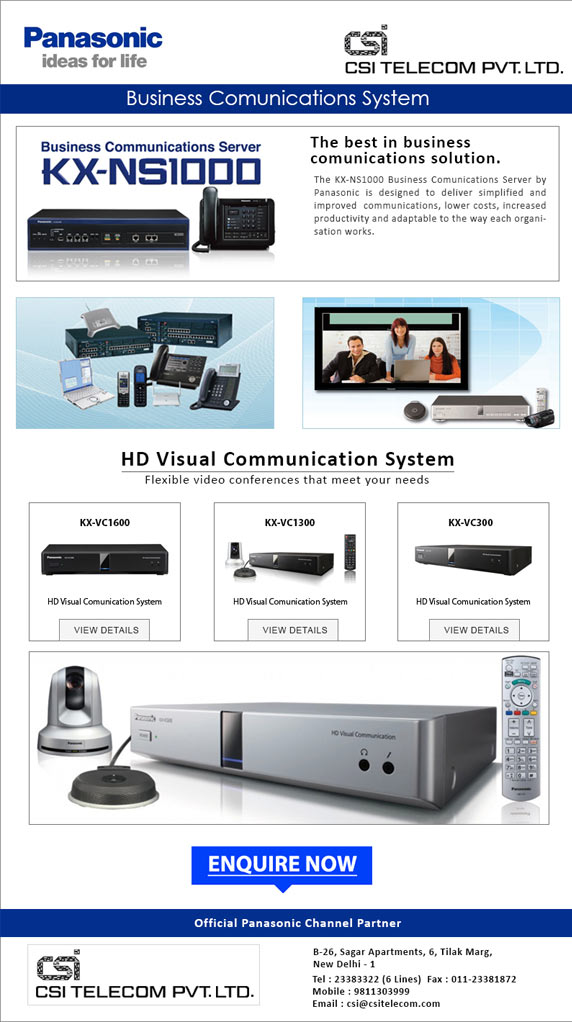 Panasonic
ideas for life
csi
CSI TELECOM PVT. LTD.
Business Comunications System
Business Communications Server
KX-NS1000
The best in business
comunications solution.
The KX-NS1000 Business Comunications Server by
Panasonic is designed to deliver simplified and
improved communications, lower costs, increased
productivity and adaptable to the way each organi-
sation works.
HD Visual Communication System
Flexible video conferences that meet your needs
KX-VC1600
Panasonic
HD Visual Comunication System
VIEW DETAILS
KX-VC1300
HD Visual Comunication System
VIEW DETAILS
KX-VC300
HD Visual Comunication System
VIEW DETAILS
Panasonic
HD Visual Communication
Panasonic
Panasonic
ENQUIRE NOW
Official Panasonic Channel Partner
csi
CSI TELECOM PVT. LTD.
B-26, Sagar Apartments, 6, Tilak Marg,
New Delhi - 1
Tel : 23383322 (6 Lines) Fax : 011-23381872
Mobile : 9811303999
Email : csi@csitelecom.com